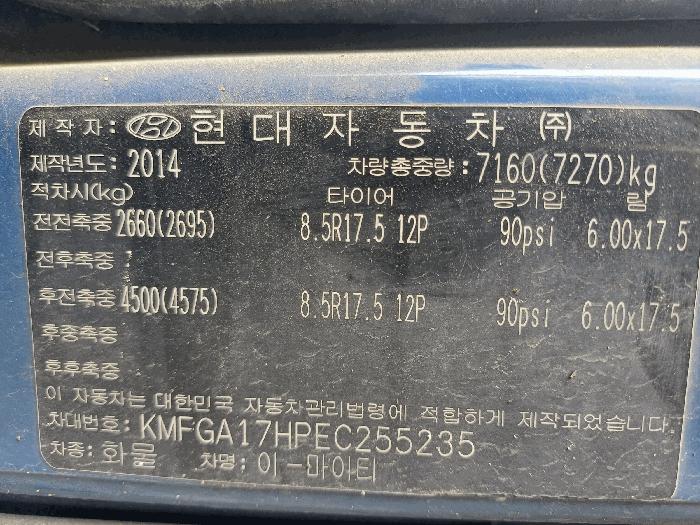 제작자: 현대자동차 ㈜
제작년도: 2014 차량총중량: 7160(7270)kg
적차시(kg) 타이어 공기압 림
전전축중 2660(2695) 8.5R17.5 12P 90psi 6.00x17.5
전후축중:
후전축중 4500(4575) 8.5R17.5 12P 90psi 6.00x17.5
후종축중:
후후축중:
이 자동차는 대한민국 자동차관리법령에 적합하게 제작되었습니다.
차대번호: KMFGA17HPEC255235
차종: 화물 차명: 이-마이티